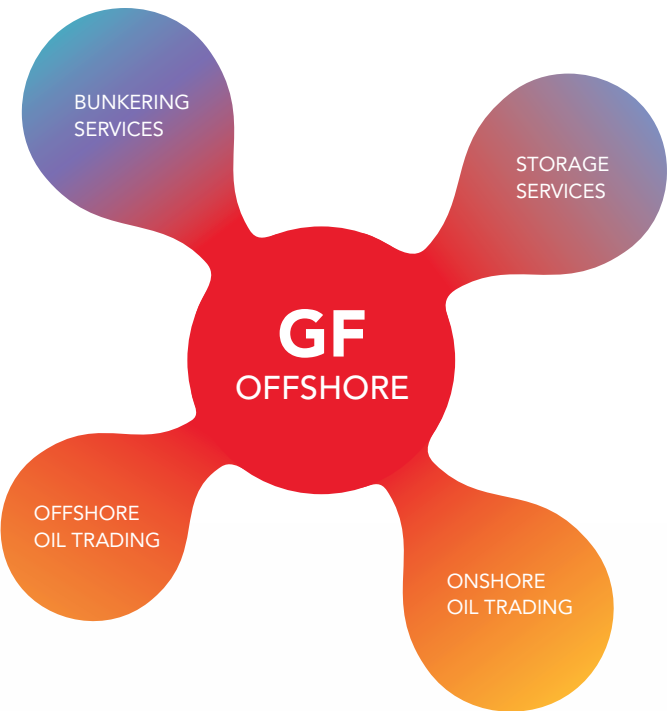 BUNKERING
SERVICES
STORAGE
SERVICES
GF
OFFSHORE
OFFSHORE
OIL TRADING
ONSHORE
OIL TRADING